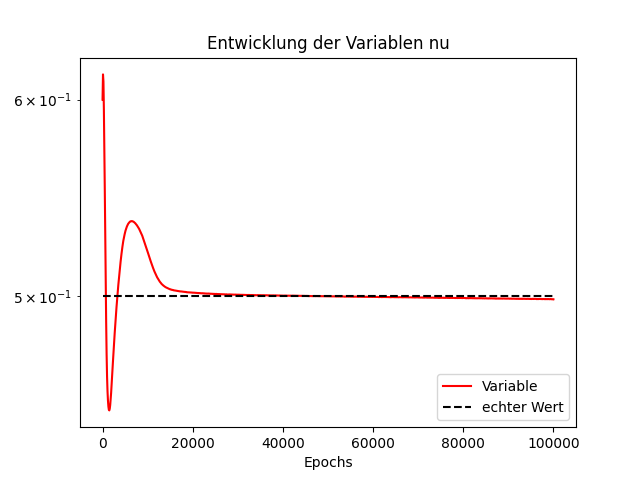 Entwicklung der Variablen nu
6 × 10⁻¹
5 × 10⁻¹
Variable
echter Wert
0 20000 40000 60000 80000 100000
Epochs